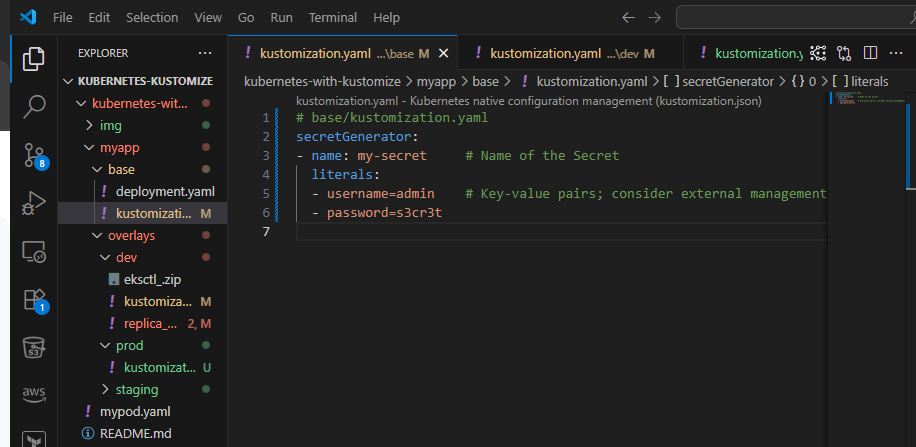 File Edit Selection View Go Run Terminal Help
EXPLORER
KUBERNETES-KUSTOMIZE
kubernetes-wit...
img
myapp
base
deployment.yaml
kustomizati... M
overlays
dev
eksctl_.zip
kustomiza... M
replica_... 2, M
prod
kustomizat... U
staging
mypod.yaml
README.md
8
1
S3
aws
kustomization.yaml ...\base M
kustomization.yaml ...\dev M
kustomization.y
kubernetes-with-kustomize > myapp > base > kustomization.yaml > [ ] secretGenerator > {} 0 > [ ] literals
kustomization.yaml - Kubernetes native configuration management (kustomization.json)
1 # base/kustomization.yaml
2 secretGenerator:
3 - name: my-secret # Name of the Secret
4 literals:
5 - username=admin # Key-value pairs; consider external management
6 - password=s3cr3t
7